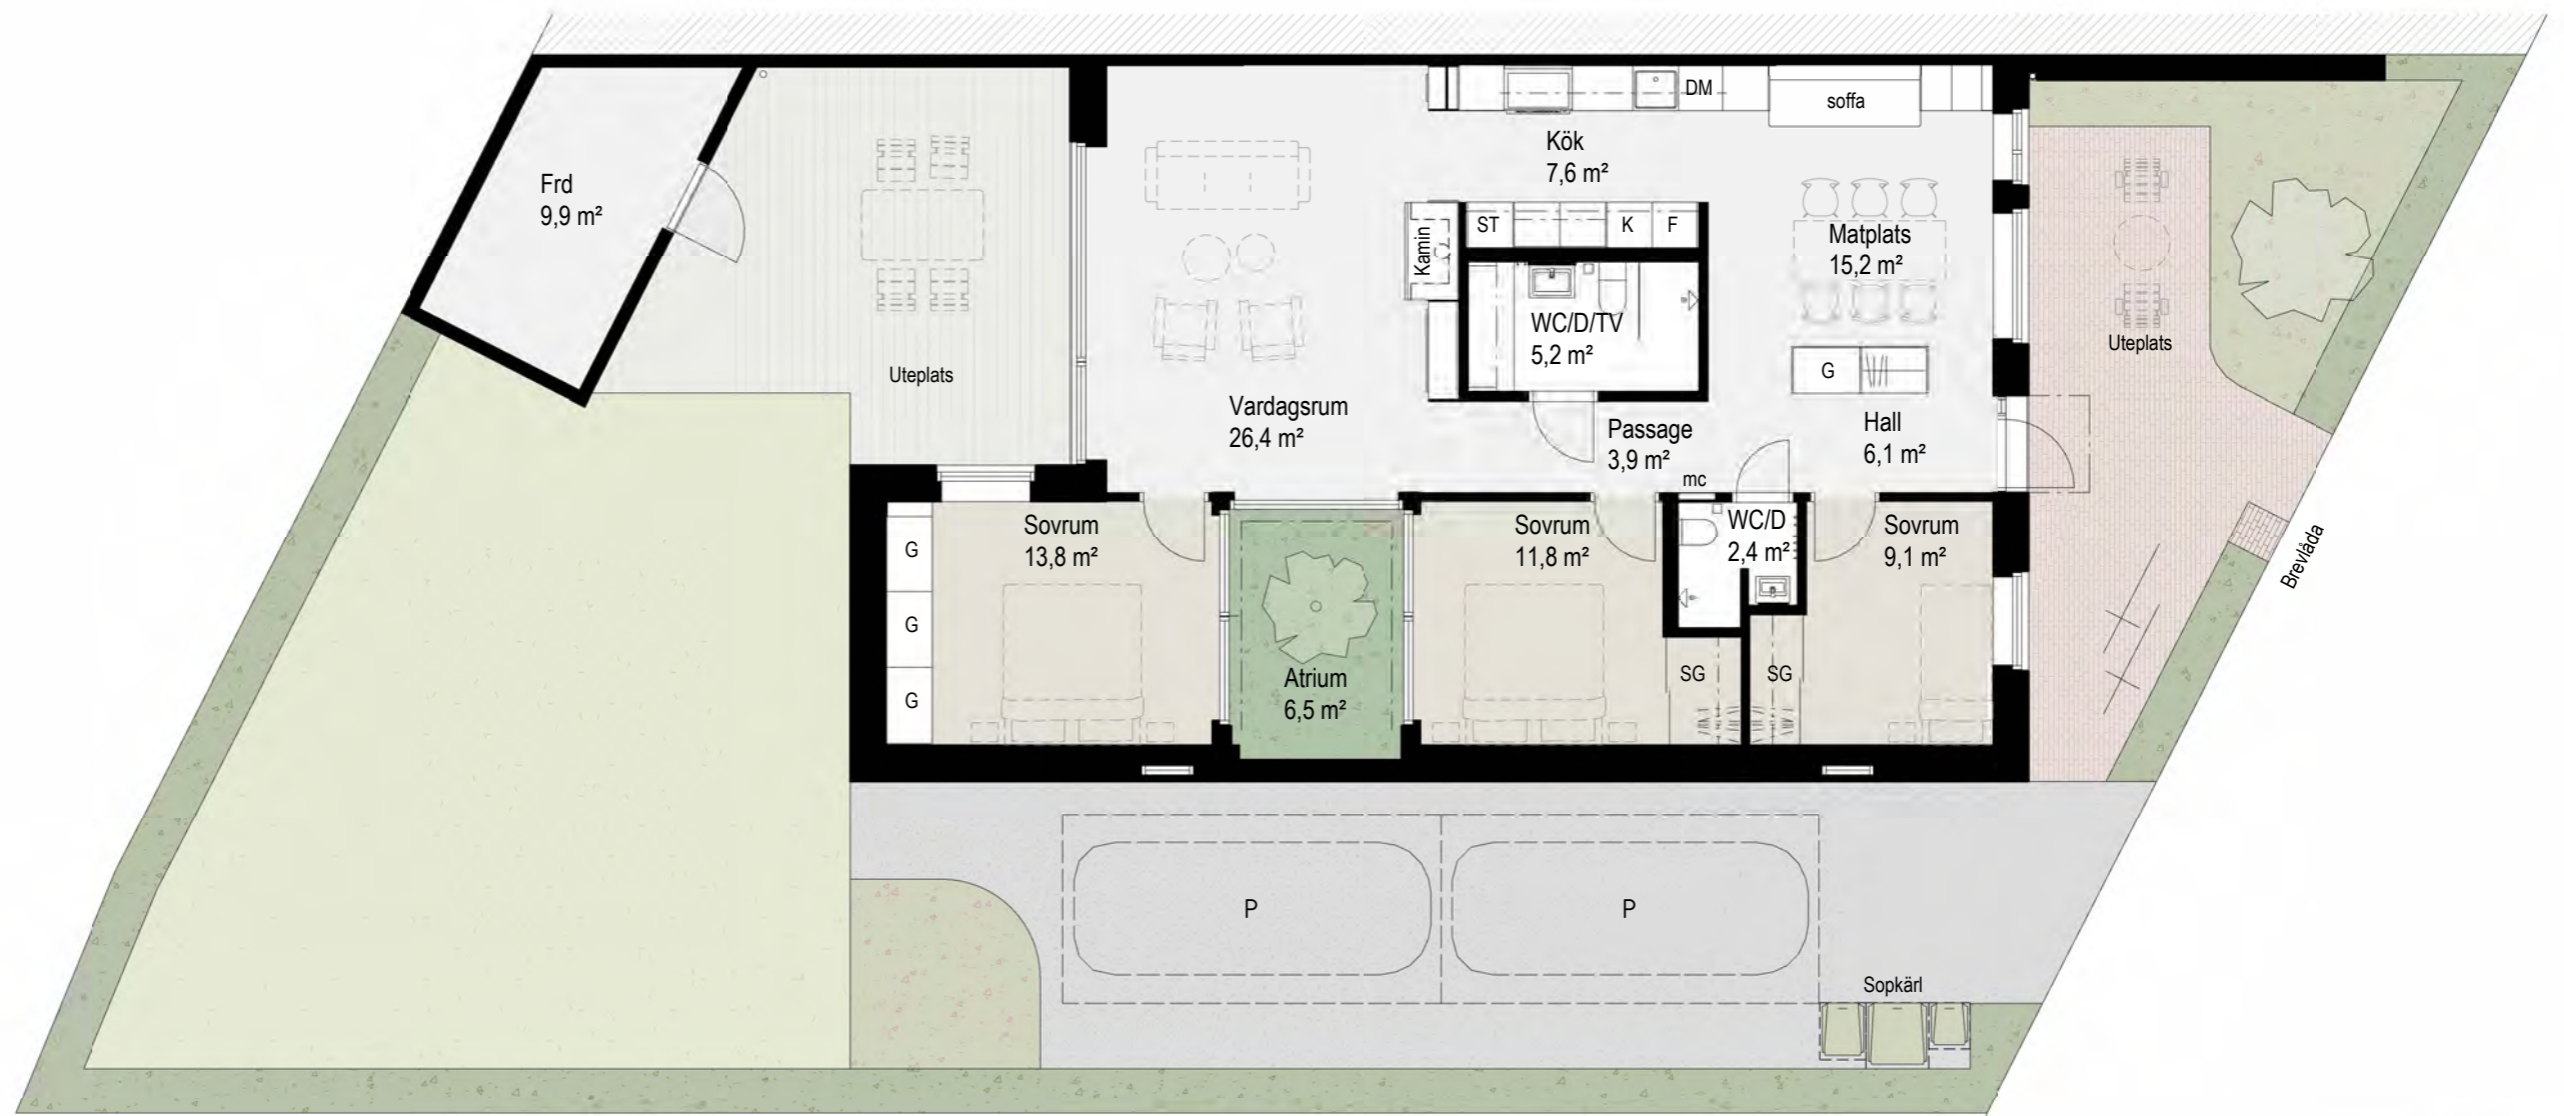 DM
soffa
Kök
7,6 m²
Frd
9,9 m²
ST
K
F
Kamin
Matplats
15,2 m²
WC/D/TV
5,2 m²
Uteplats
G
Uteplats
Vardagsrum
26,4 m²
Passage
3,9 m²
Hall
6,1 m²
mc
Sovrum
13,8 m²
Sovrum
11,8 m²
WC/D
2,4 m²
Sovrum
9,1 m²
G
G
G
Brevlåda
Atrium
6,5 m²
SG
SG
P
P
Sopkärl